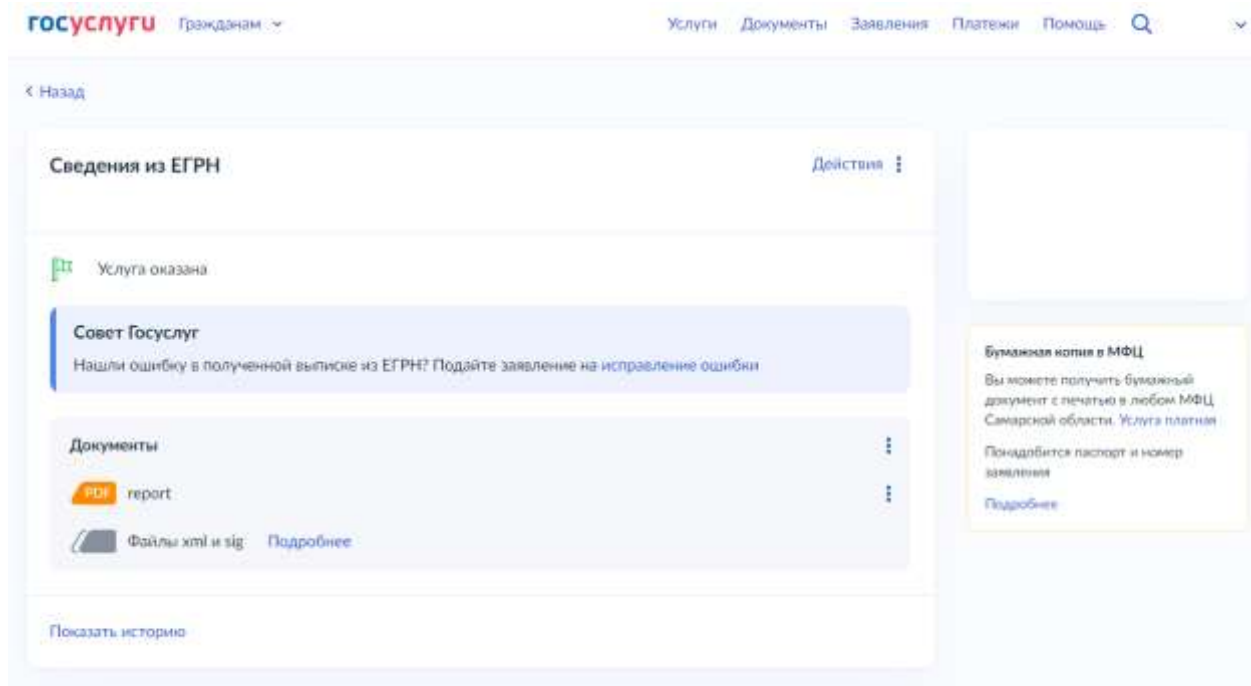 госуслуги Гражданам Услуги Документы Заявления Платежи Помощь
Назад
Сведения из ЕГРН
Действия
Услуга оказана
Совет Госуслуг
Нашли ошибку в полученной выписке из ЕГРН? Подайте заявление на исправление ошибки
Документы
PDF report
Файлы xml и sig Подробнее
Показать историю
Бумажная копия в МФЦ
Вы можете получить бумажный
документ с печатью в любом МФЦ
Самарской области. Услуга платная
Понадобится паспорт и номер
заявления
Подробнее